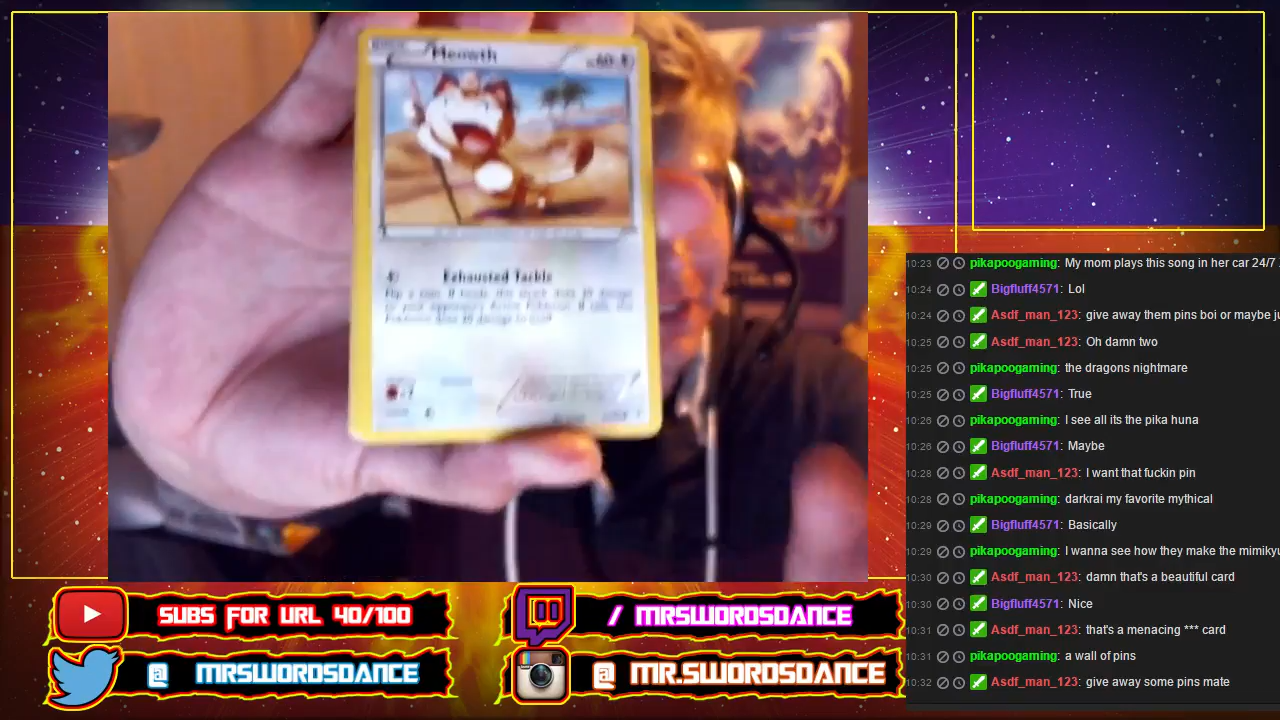 Meowth
60
Exhausted Tackle
10:23 pikapoogaming: My mom plays this song in her car 24/7
10:24 Bigfluff4571: Lol
10:24 Asdf_man_123: give away them pins boi or maybe
10:25 Asdf_man_123: Oh damn two
10:25 pikapoogaming: the dragons nightmare
10:25 Bigfluff4571: True
10:26 pikapoogaming: I see all its the pika huna
10:26 Bigfluff4571: Maybe
10:28 Asdf_man_123: I want that fuckin pin
10:28 pikapoogaming: darkrai my favorite mythical
10:29 Bigfluff4571: Basically
10:29 pikapoogaming: I wanna see how they make the
10:30 Asdf_man_123: damn that's a beautiful card
10:30 Bigfluff4571: Nice
10:31 Asdf_man_123: that's a menacing *** card
10:31 pikapoogaming: a wall of pins
10:32 Asdf_man_123: give away some pins mate
SUBS FOR URL 40/100
/ MRSWORDSDANCE
@ MRSWORDSDANCE
@ MR.SWORDSDANCE